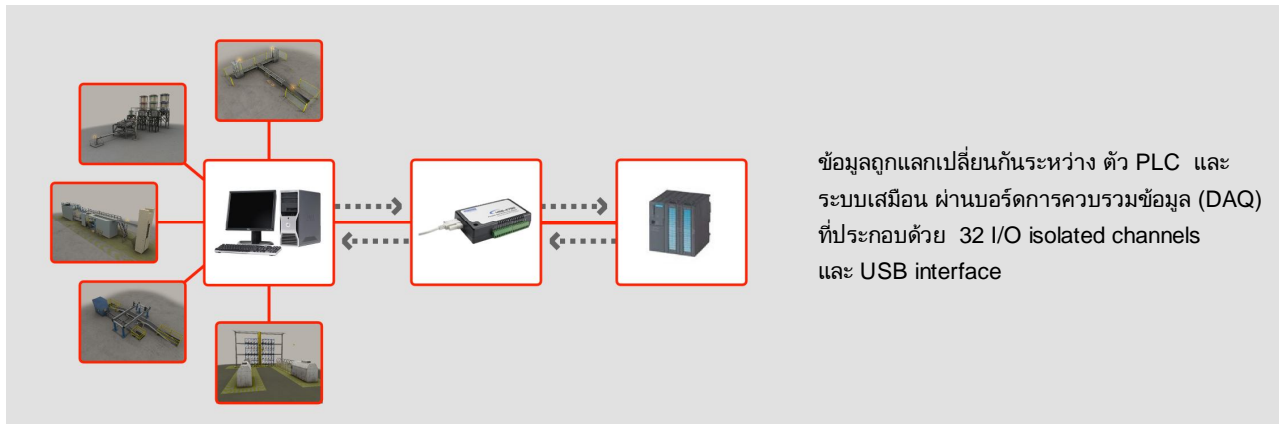 ข้อมูลถูกแลกเปลี่ยนกันระหว่าง ตัว PLC และ
ระบบเสมือน ผ่านบอร์ดการควบรวมข้อมูล (DAQ)
ที่ประกอบด้วย 32 I/O isolated channels
และ USB interface